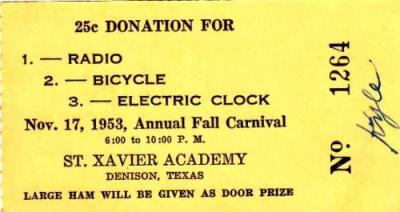 25c DONATION FOR
1. — RADIO
2. — BICYCLE
3. — ELECTRIC CLOCK
Nov. 17, 1953, Annual Fall Carnival
6:00 to 10:00 P. M.
ST. XAVIER ACADEMY
DENISON, TEXAS
LARGE HAM WILL BE GIVEN AS DOOR PRIZE
No 1264
Kyle